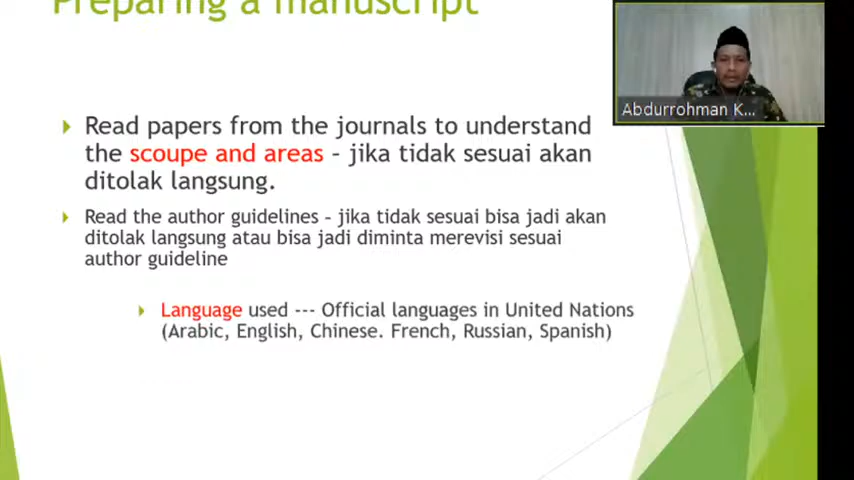 Preparing a manuscript
Abdurrohman K...
Read papers from the journals to understand
the scoupe and areas – jika tidak sesuai akan
ditolak langsung.
Read the author guidelines – jika tidak sesuai bisa jadi akan
ditolak langsung atau bisa jadi diminta merevisi sesuai
author guideline
Language used --- Official languages in United Nations
(Arabic, English, Chinese. French, Russian, Spanish)